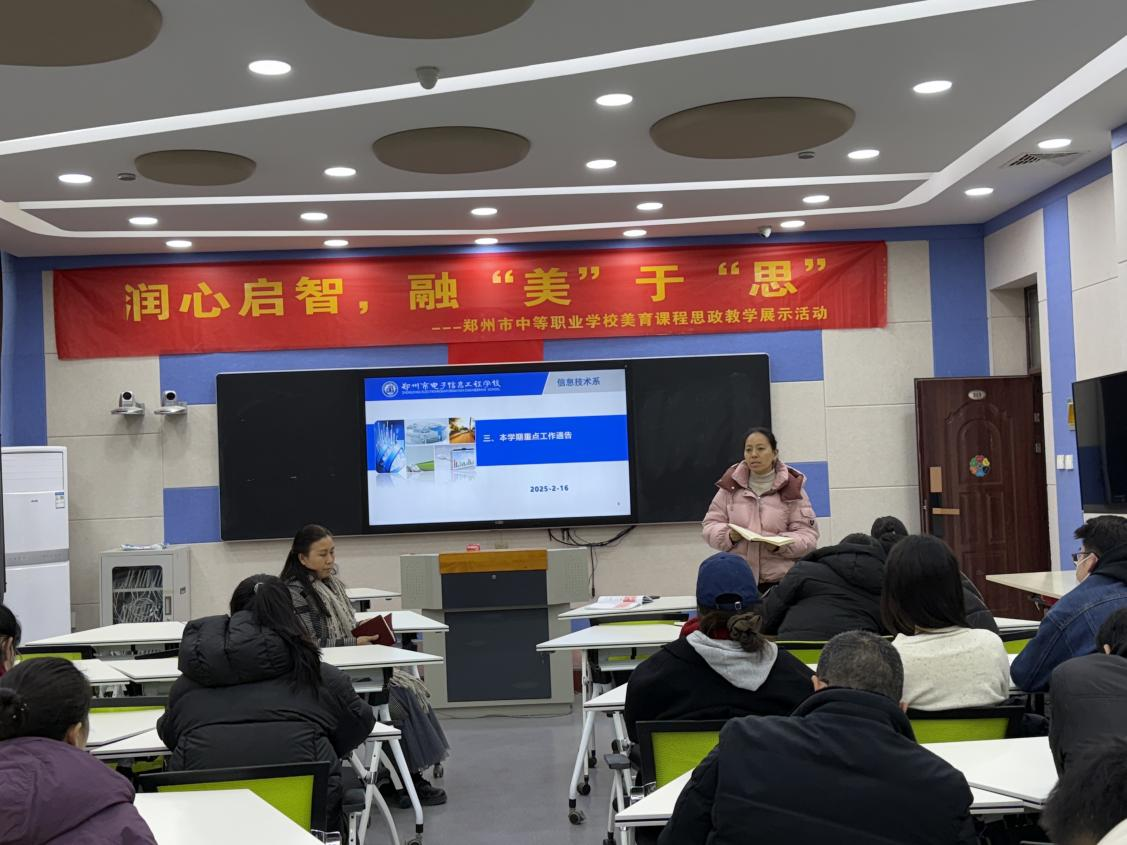 润心启智，融“美”于“思”
---郑州市中等职业学校美育课程思政教学展示活动
郑州市电子信息工程学校
信息技术系
三、本学期重点工作通告
2025-2-16